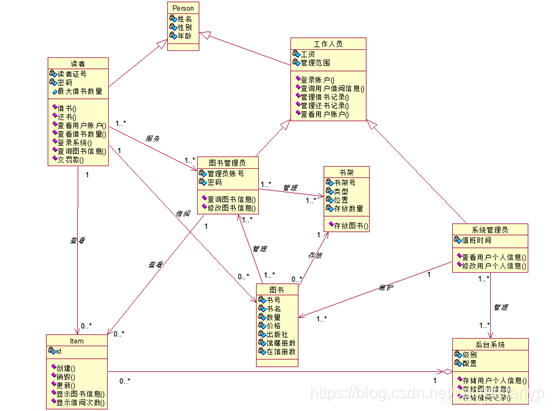 Person
姓名
性别
年龄
工作人员
工资
管理范围
登录账户()
查询用户借阅信息()
管理借书记录()
管理还书记录()
查看用户账户()
读者
读者证号
密码
最大借书数量
借书()
还书()
查看用户账户()
查看借书数量()
登录系统()
查询图书信息()
交罚款()
1..*
服务
1..*
1
1
图书管理员
管理员账号
密码
查询图书信息()
修改图书信息()
1..*
管理
1..*
书架
书架号
类型
位置
存放数量
存放图书()
系统管理员
值班时间
查看用户个人信息()
修改用户个人信息()
借阅
1
1..*
1
查看
查看
管理
存放
1
1
维护
管理
0..*
1..*
0..*
1..*
1..*
图书
书号
书名
数量
价格
出版社
馆藏册数
在馆册数
0..*
0..*
Item
id
创建()
销毁()
更新()
显示图书信息()
显示借阅次数()
0..*
1
后台系统
级别
配置
存储用户个人信息()
存储图书信息()
存储借阅记录()